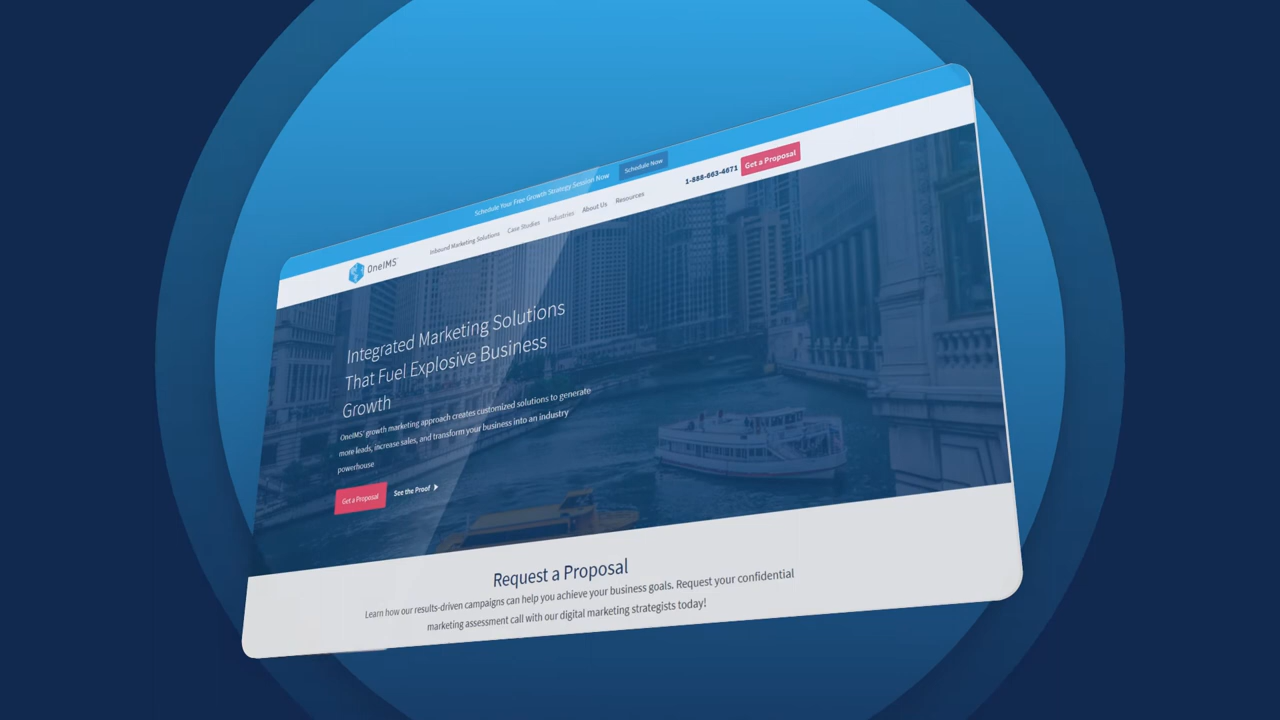 Schedule Your Free Growth Strategy Session Now
Schedule Now
OneIMS
Inbound Marketing Solutions
Case Studies
Industries
About Us
Resources
1-888-663-4671
Get a Proposal
Integrated Marketing Solutions
That Fuel Explosive Business
Growth
OneIMS' growth marketing approach creates customized solutions to generate
more leads, increase sales, and transform your business into an industry
powerhouse
Get a Proposal
See the Proof
Request a Proposal
Learn how our results-driven campaigns can help you achieve your business goals. Request your confidential
marketing assessment call with our digital marketing strategists today!